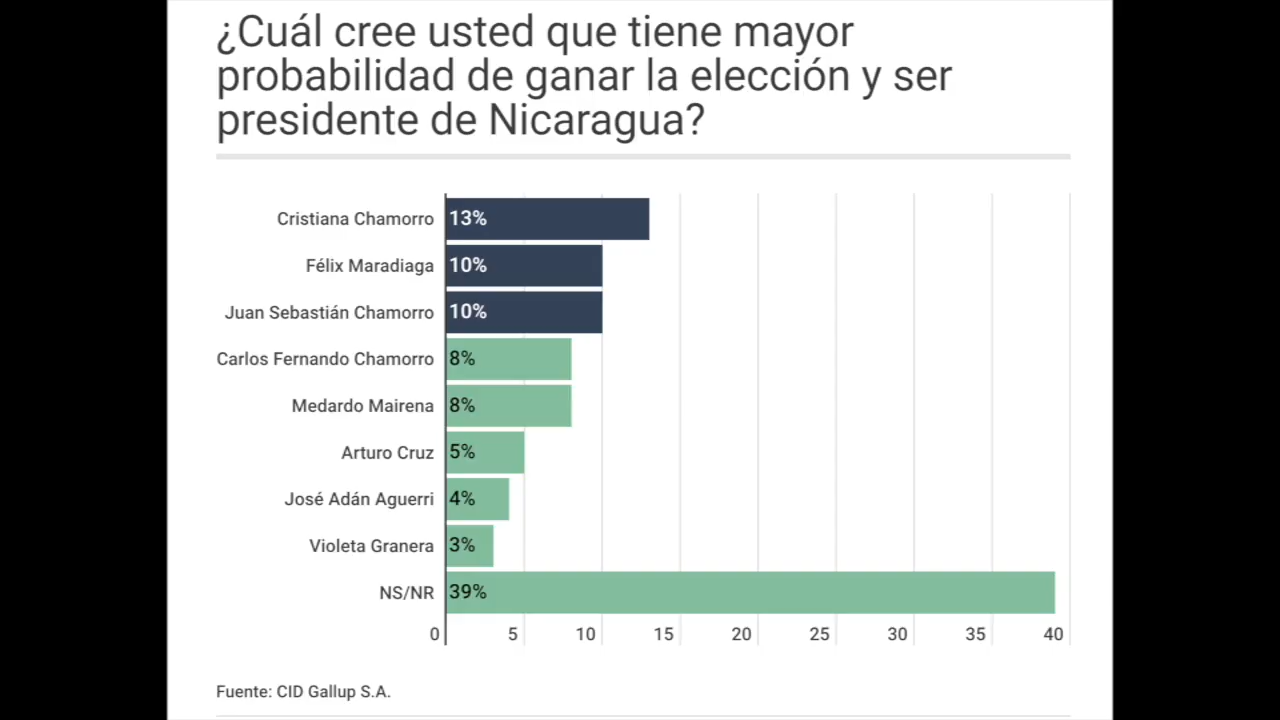 ¿Cuál cree usted que tiene mayor
probabilidad de ganar la elección y ser
presidente de Nicaragua?
Cristiana Chamorro 13%
Félix Maradiaga 10%
Juan Sebastián Chamorro 10%
Carlos Fernando Chamorro 8%
Medardo Mairena 8%
Arturo Cruz 5%
José Adán Aguerri 4%
Violeta Granera 3%
NS/NR 39%
0 5 10 15 20 25 30 35 40
Fuente: CID Gallup S.A.